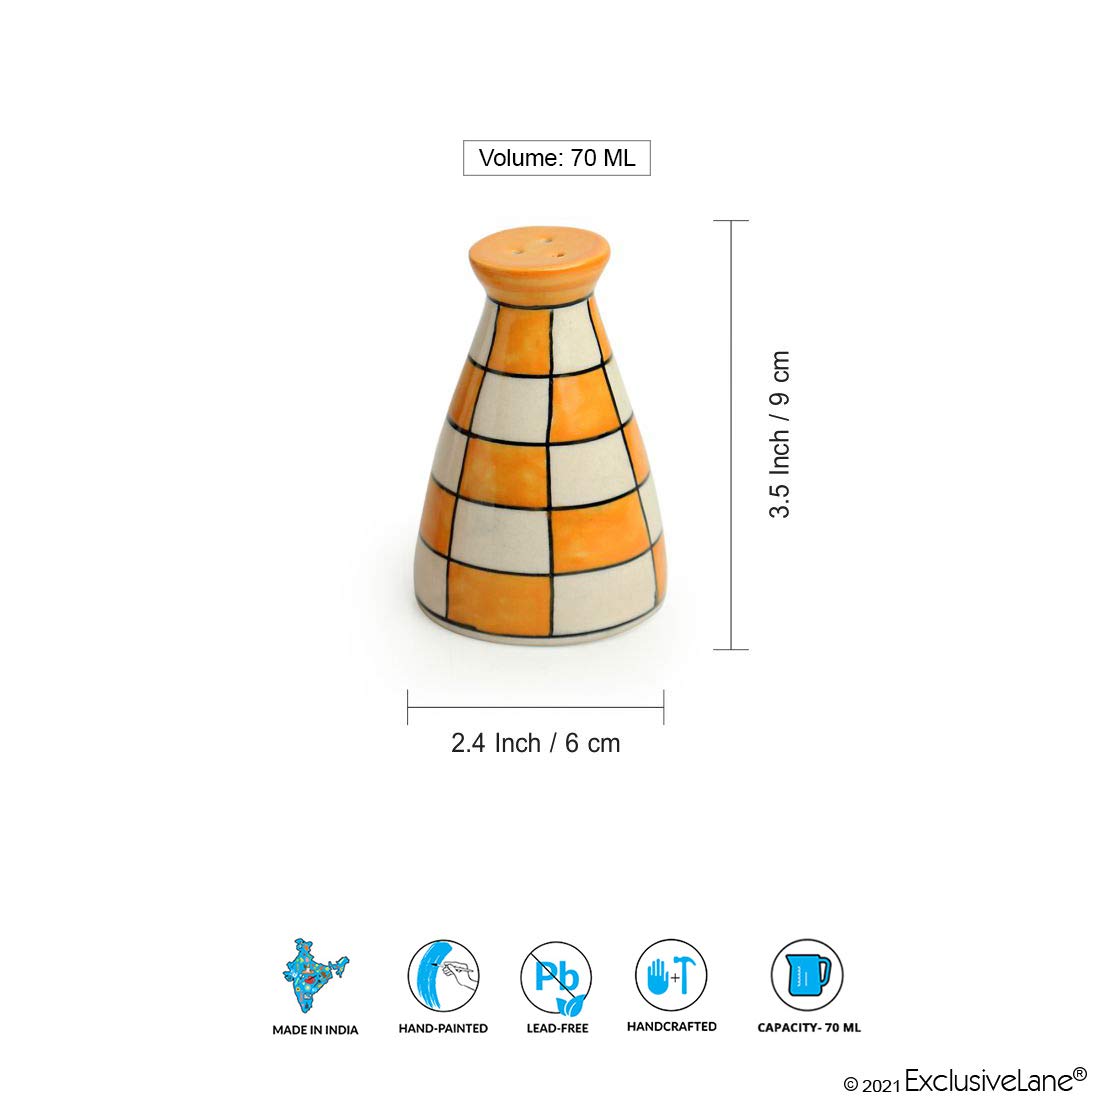 Volume: 70 ML
3.5 Inch / 9 cm
2.4 Inch / 6 cm
Pb
MADE IN INDIA
HAND-PAINTED
LEAD-FREE
HANDCRAFTED
CAPACITY- 70 ML
© 2021 ExclusiveLane®